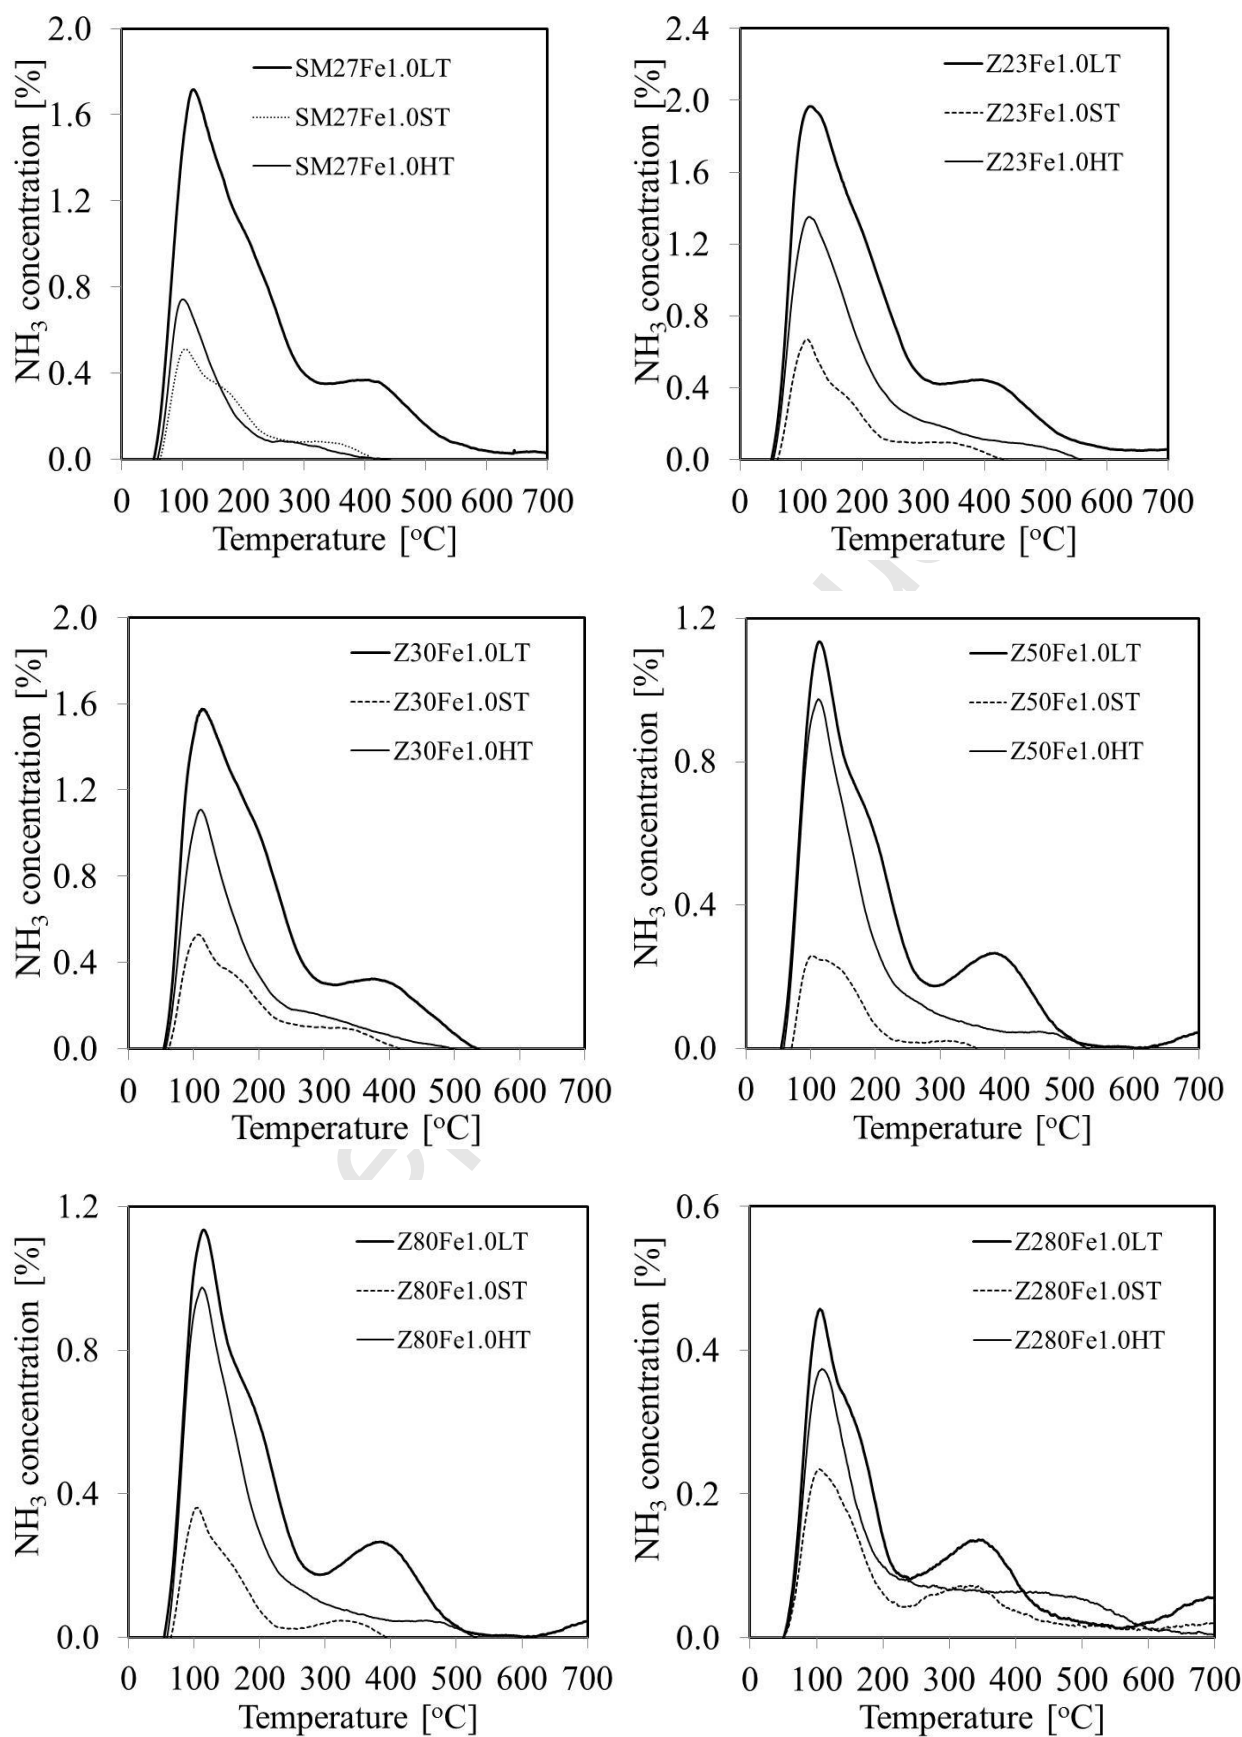 NH3 concentration [%]
2.0
1.6
1.2
0.8
0.4
0.0
SM27Fe1.0LT
SM27Fe1.0ST
SM27Fe1.0HT
0 100 200 300 400 500 600 700
Temperature [oC]
NH3 concentration [%]
2.4
2.0
1.6
1.2
0.8
0.4
0.0
Z23Fe1.0LT
Z23Fe1.0ST
Z23Fe1.0HT
0 100 200 300 400 500 600 700
Temperature [oC]
NH3 concentration [%]
2.0
1.6
1.2
0.8
0.4
0.0
Z30Fe1.0LT
Z30Fe1.0ST
Z30Fe1.0HT
0 100 200 300 400 500 600 700
Temperature [oC]
NH3 concentration [%]
1.2
0.8
0.4
0.0
Z50Fe1.0LT
Z50Fe1.0ST
Z50Fe1.0HT
0 100 200 300 400 500 600 700
Temperature [oC]
NH3 concentration [%]
1.2
0.8
0.4
0.0
Z80Fe1.0LT
Z80Fe1.0ST
Z80Fe1.0HT
0 100 200 300 400 500 600 700
Temperature [oC]
NH3 concentration [%]
0.6
0.4
0.2
0.0
Z280Fe1.0LT
Z280Fe1.0ST
Z280Fe1.0HT
0 100 200 300 400 500 600 700
Temperature [oC]